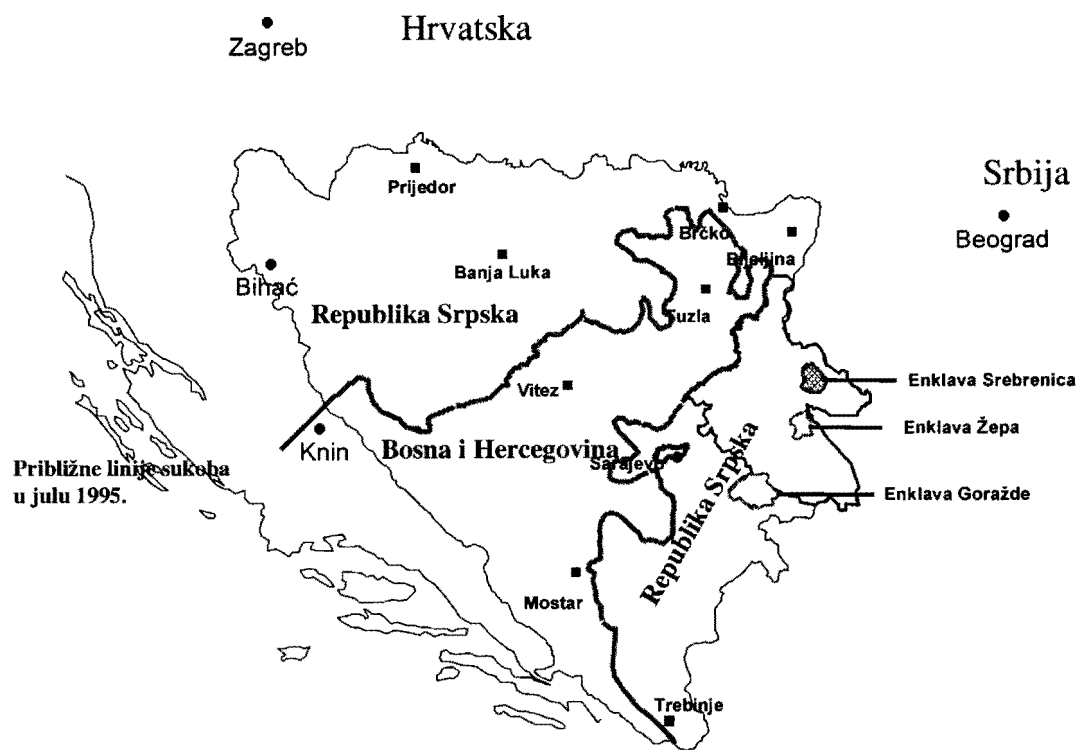 Hrvatska
Zagreb
Srbija
Beograd
Prijedor
Brčko
Bijeljina
Banja Luka
Bihać
Tuzla
Republika Srpska
Enklava Srebrenica
Vitez
Enklava Žepa
Knin
Bosna i Hercegovina
Sarajevo
Približne linije sukoba
u julu 1995.
Enklava Goražde
Republika Srpska
Mostar
Trebinje